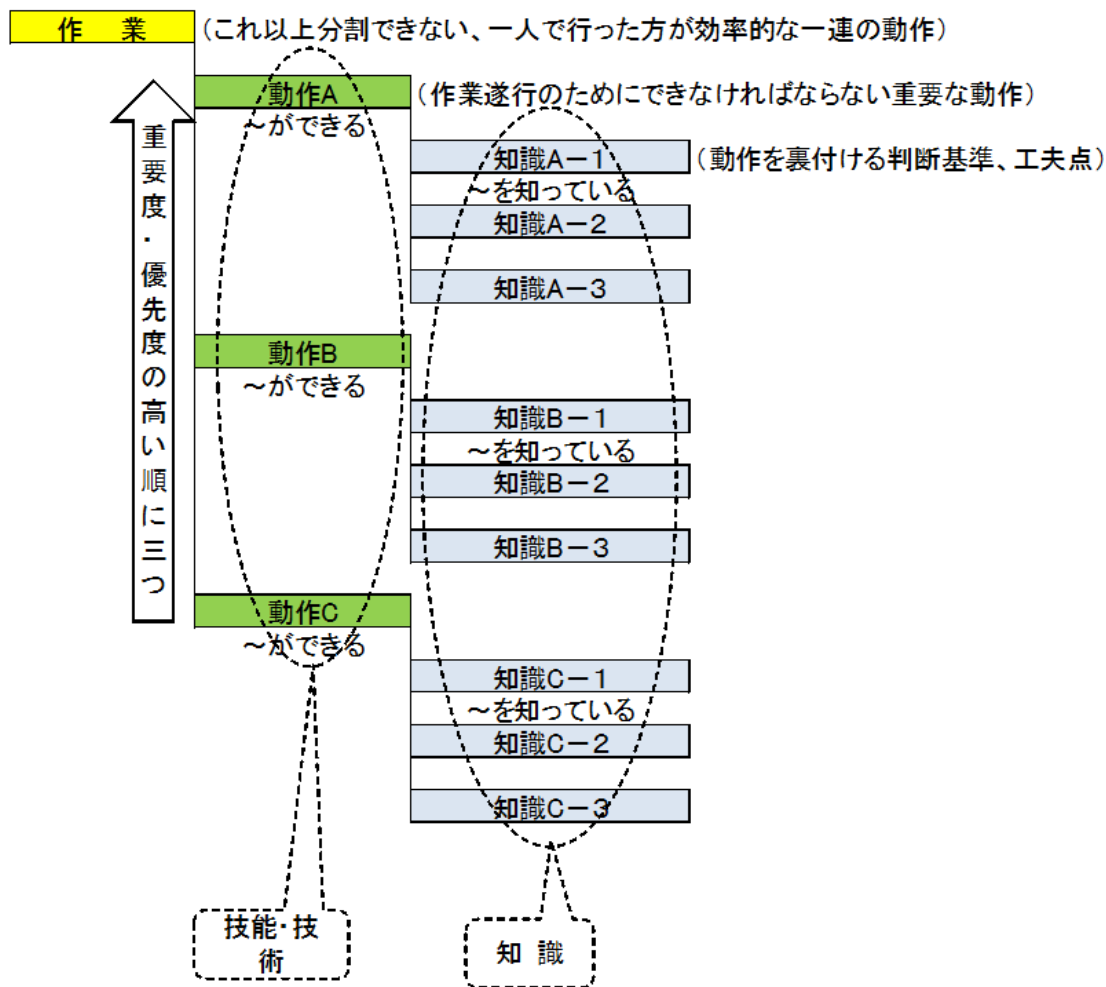 作　業 (これ以上分割できない、一人で行った方が効率的な一連の動作)
動作A (作業遂行のためにできなければならない重要な動作)
～ができる
知識A－1 (動作を裏付ける判断基準、工夫点)
～を知っている
知識A－2
知識A－3
重要度・優先度の高い順に三つ
動作B
～ができる
知識B－1
～を知っている
知識B－2
知識B－3
動作C
～ができる
知識C－1
～を知っている
知識C－2
知識C－3
技能・技
術
知 識